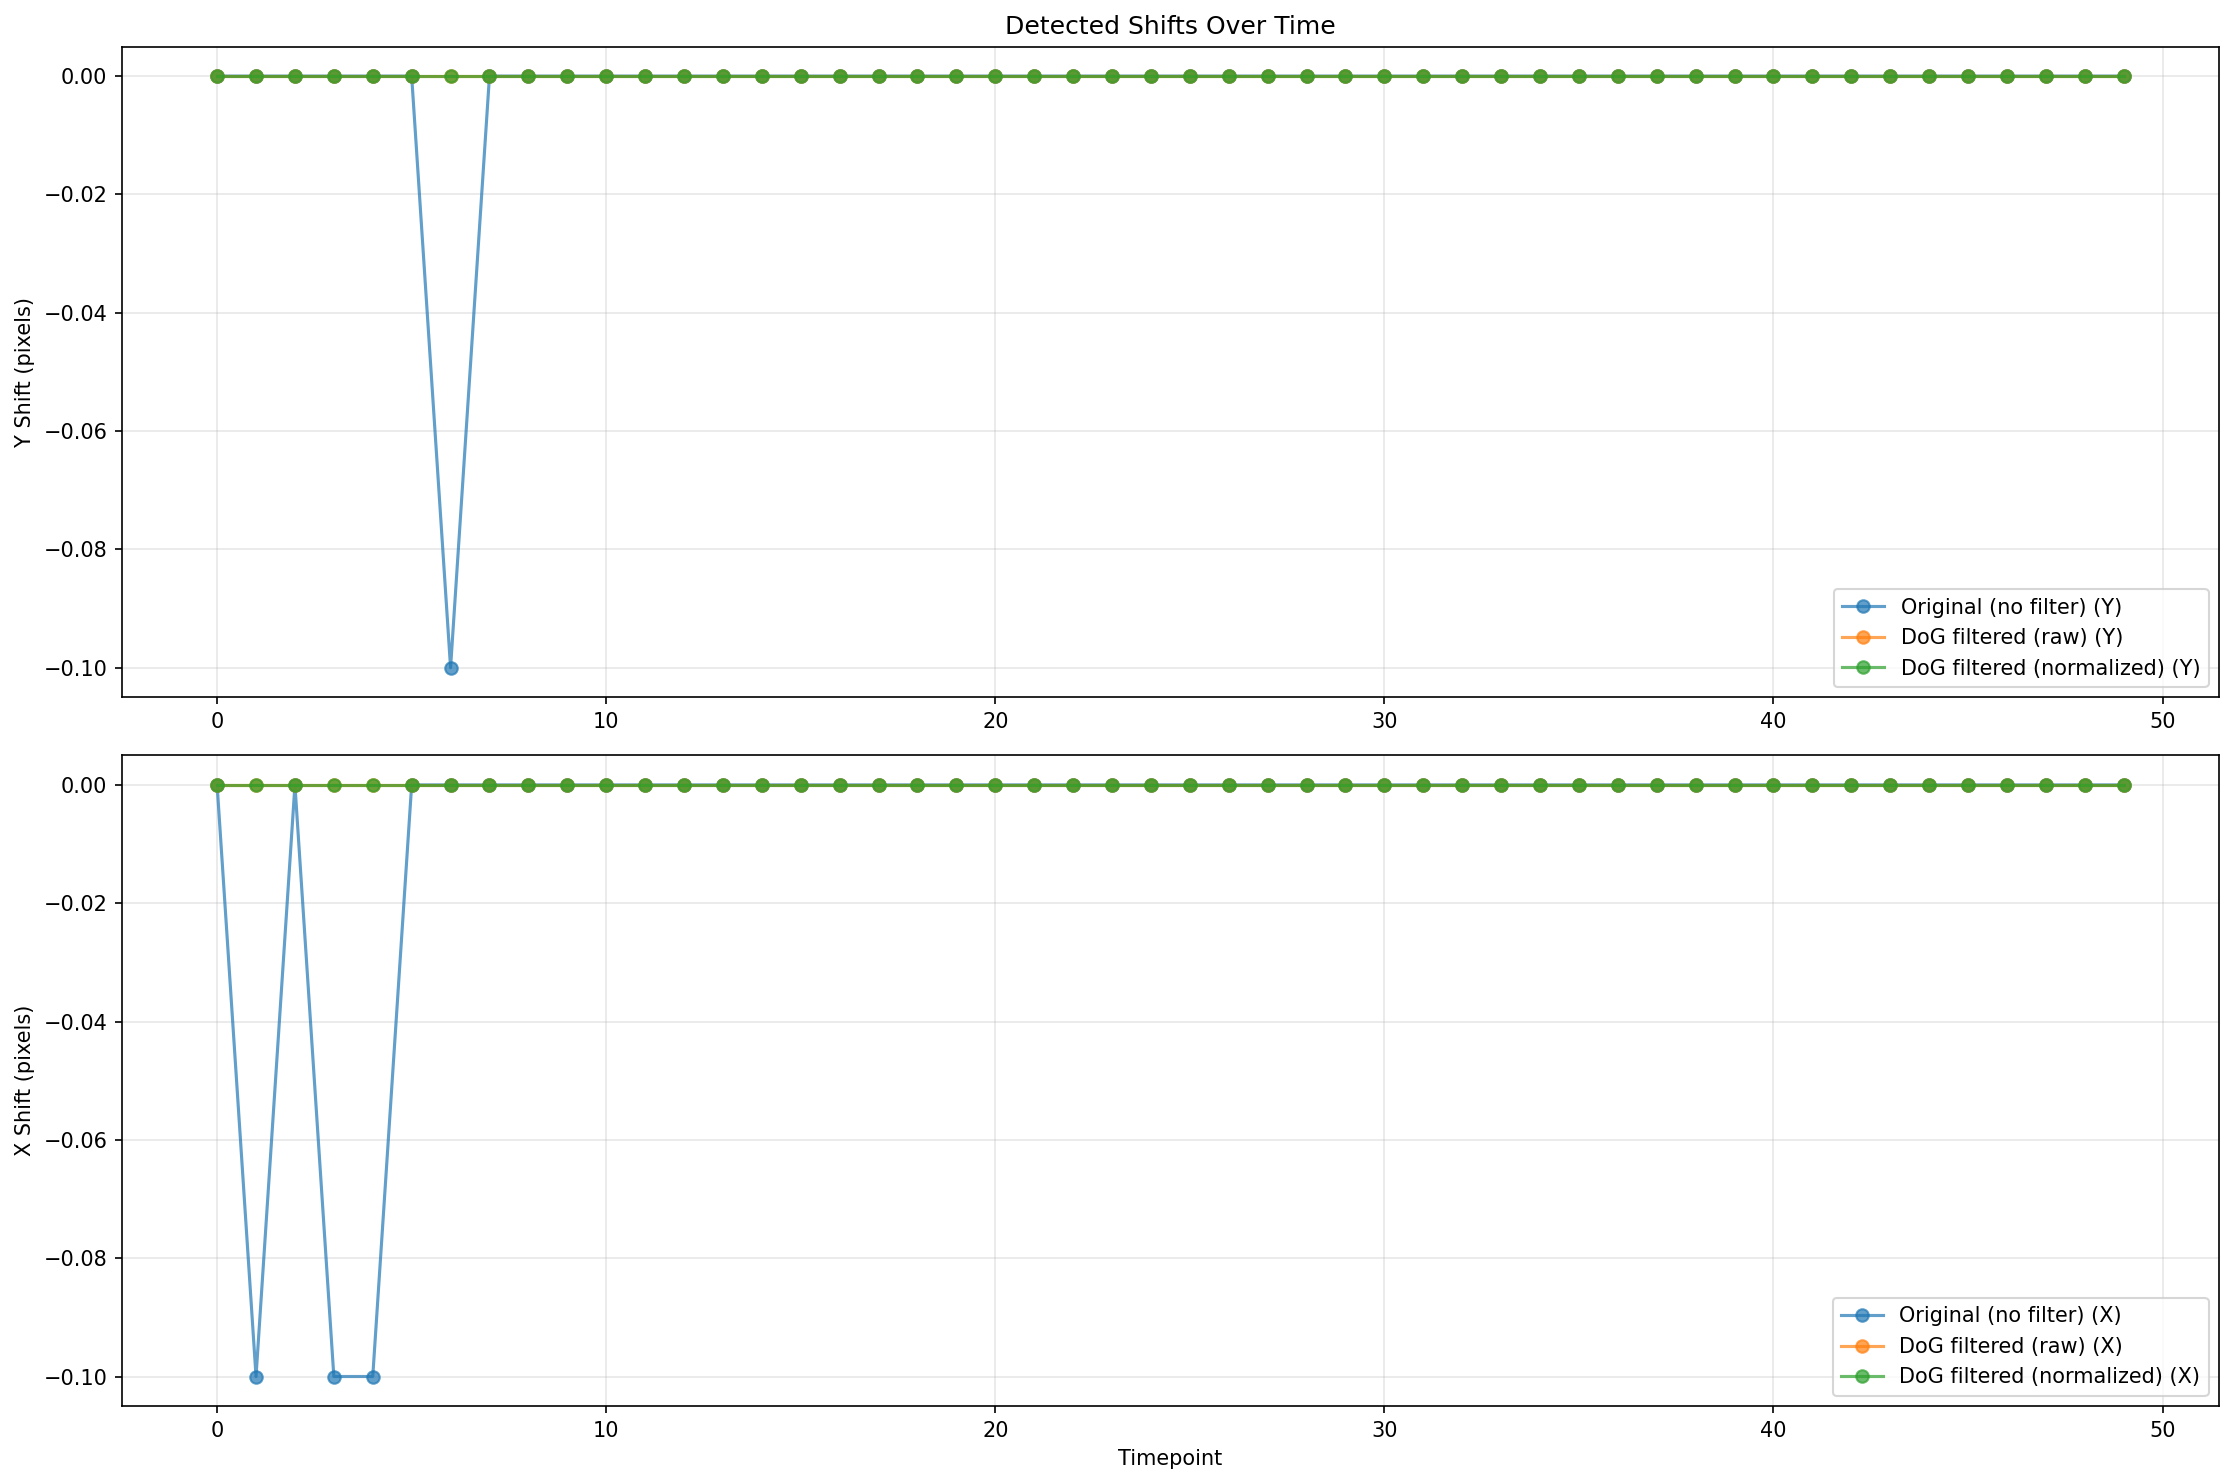 Detected Shifts Over Time
Y Shift (pixels)
0.00
−0.02
−0.04
−0.06
−0.08
−0.10
Original (no filter) (Y)
DoG filtered (raw) (Y)
DoG filtered (normalized) (Y)
0 10 20 30 40 50
X Shift (pixels)
0.00
−0.02
−0.04
−0.06
−0.08
−0.10
Original (no filter) (X)
DoG filtered (raw) (X)
DoG filtered (normalized) (X)
0 10 20 30 40 50
Timepoint